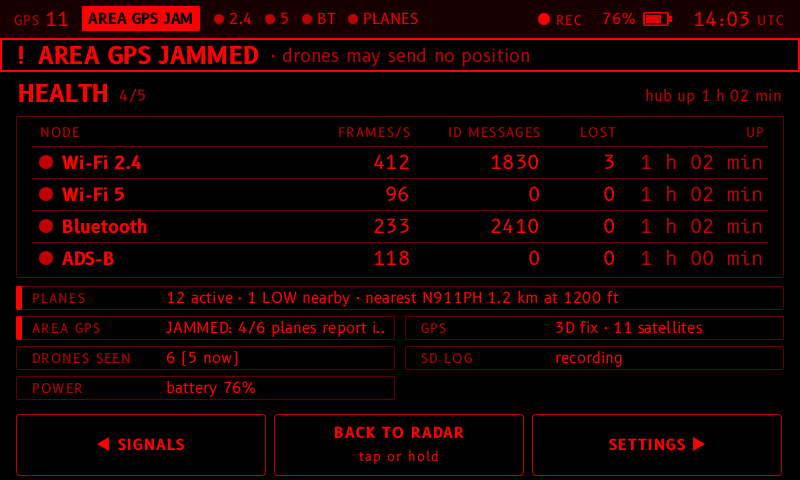 GPS 11 AREA GPS JAM 2.4 5 BT PLANES REC 76% 14:03 UTC
! AREA GPS JAMMED · drones may send no position
HEALTH 4/5 hub up 1 h 02 min
NODE FRAMES/S ID MESSAGES LOST UP
Wi-Fi 2.4 412 1830 3 1 h 02 min
Wi-Fi 5 96 0 0 1 h 02 min
Bluetooth 233 2410 0 1 h 02 min
ADS-B 118 0 0 1 h 00 min
PLANES 12 active · 1 LOW nearby · nearest N911PH 1.2 km at 1200 ft
AREA GPS JAMMED: 4/6 planes report i.. GPS 3D fix · 11 satellites
DRONES SEEN 6 [5 now] SD LOG recording
POWER battery 76%
◀ SIGNALS BACK TO RADAR SETTINGS ▶
tap or hold